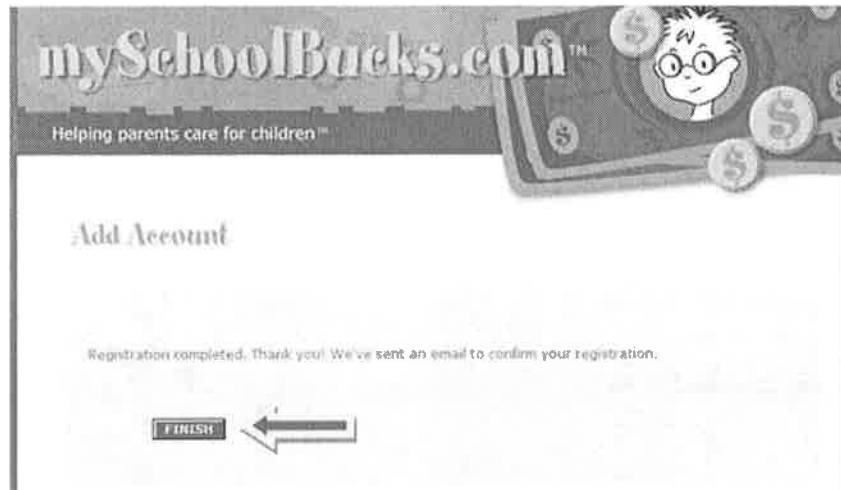 mySchoolBucks.com™
Helping parents care for children™
Add Account
Registration completed. Thank you! We've sent an email to confirm your registration.
FINISH